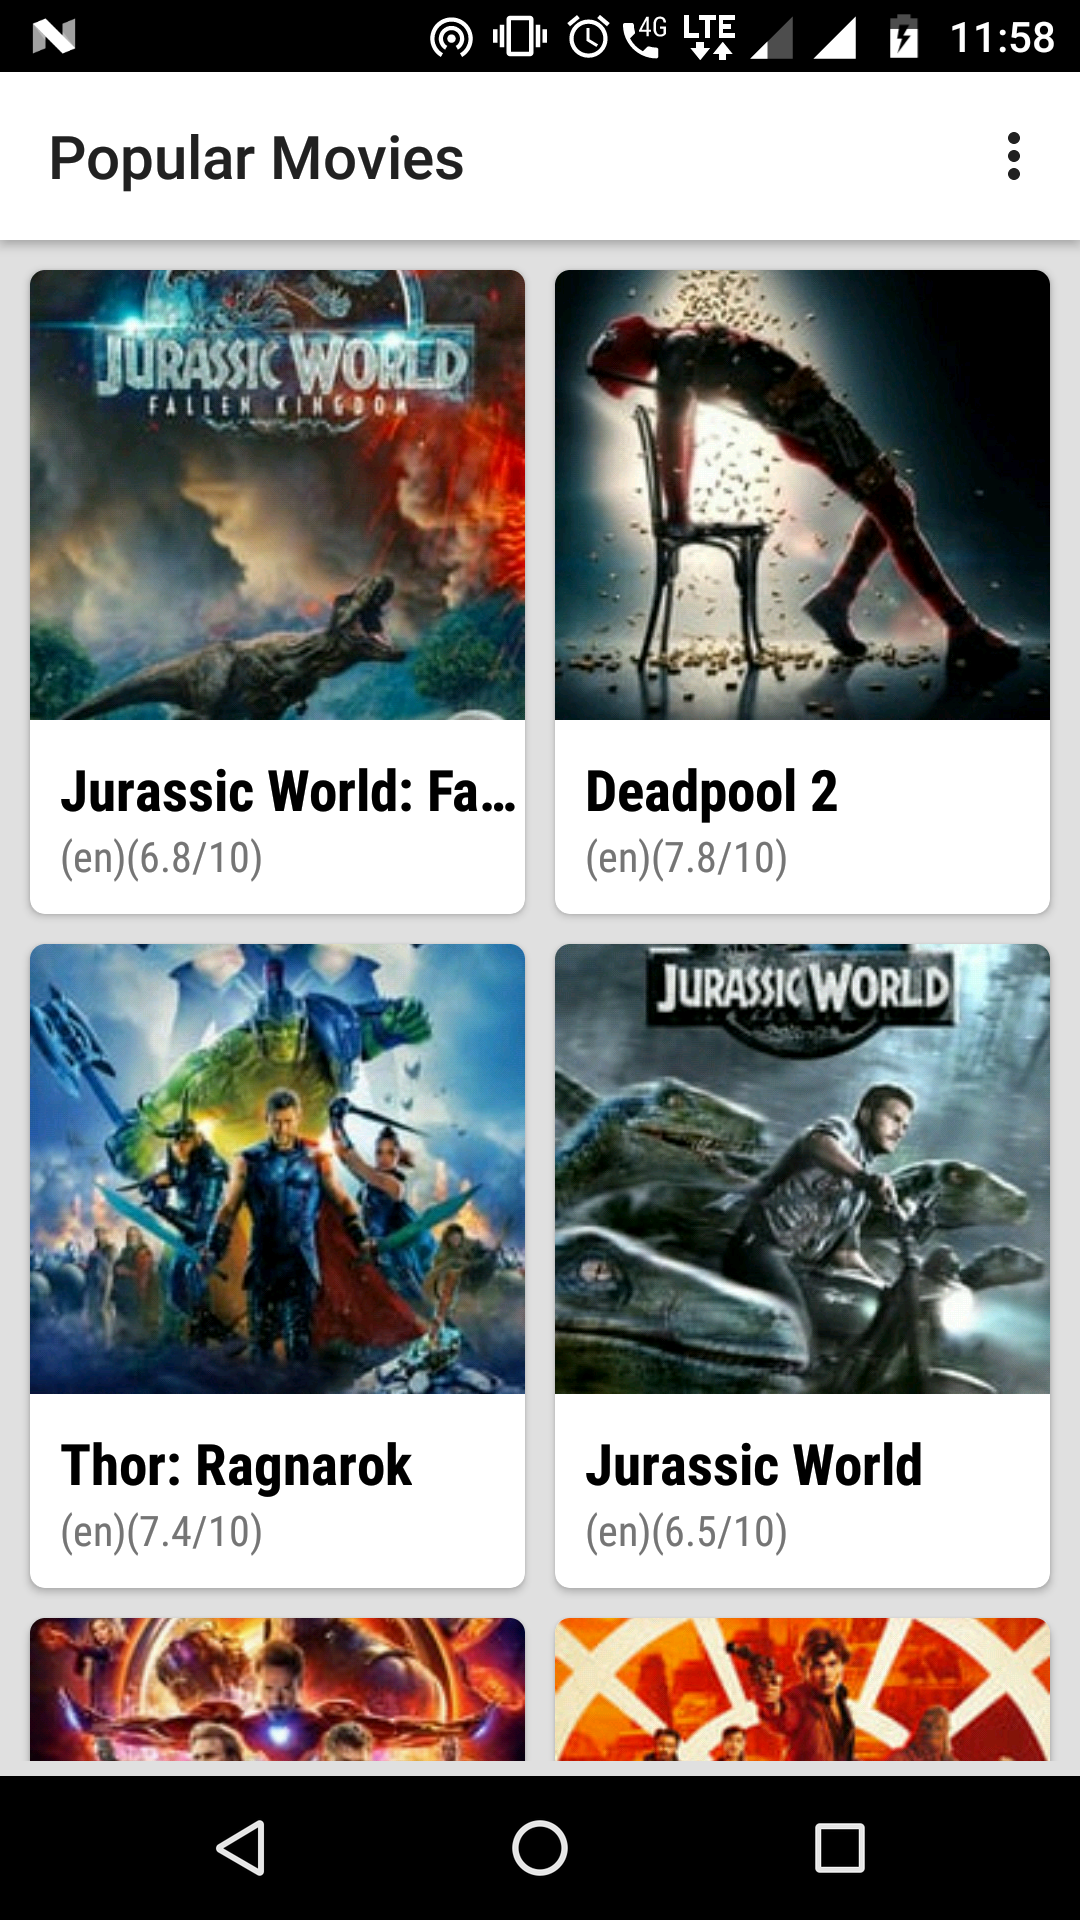 4G
LTE
11:58
Popular Movies
JURASSIC WORLD
FALLEN KINGDOM
Jurassic World: Fa...
(en)(6.8/10)
Deadpool 2
(en)(7.8/10)
JURASSIC WORLD
Thor: Ragnarok
(en)(7.4/10)
Jurassic World
(en)(6.5/10)